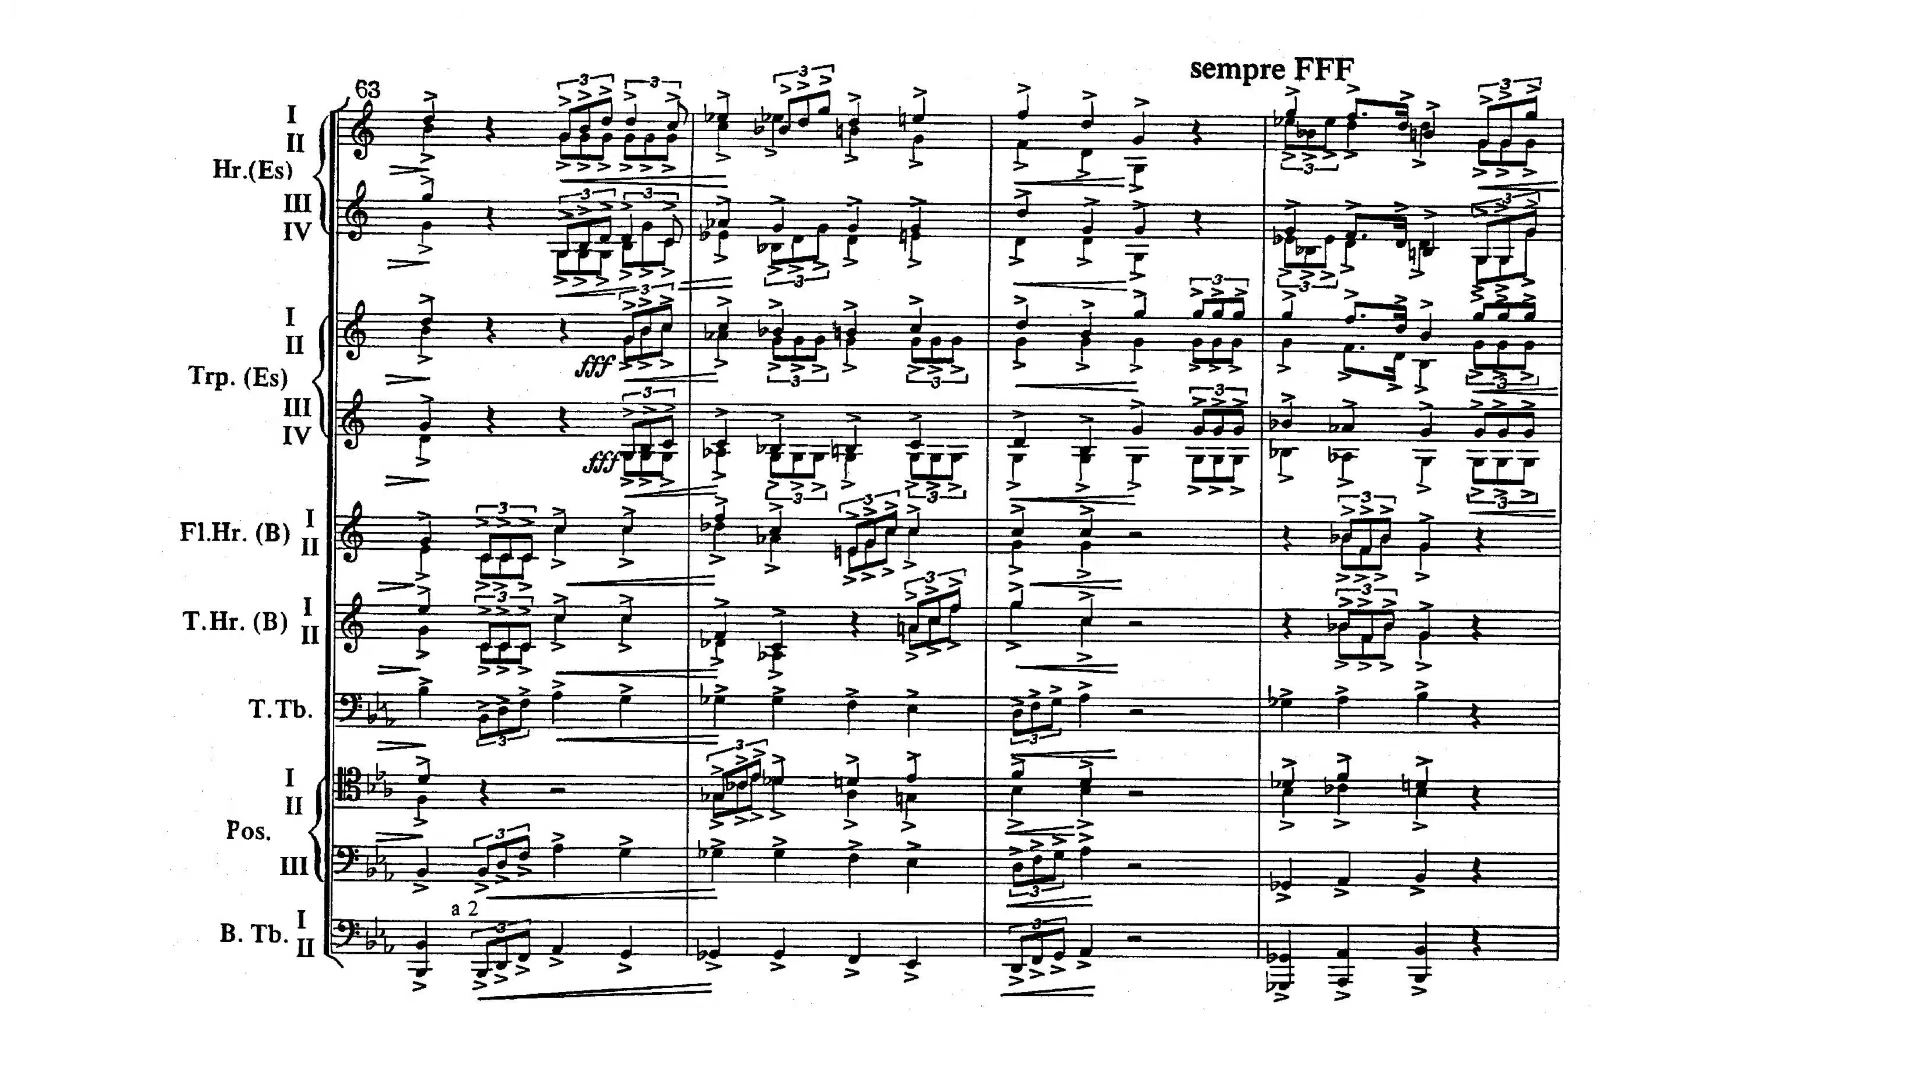 sempre FFF
63
I
II
Hr.(Es)
III
IV
I
II
fff
Trp. (Es)
III
IV
fff
Fl.Hr. (B) I
II
T.Hr. (B) I
II
T.Tb.
I
II
Pos.
III
a 2
B. Tb. I
II